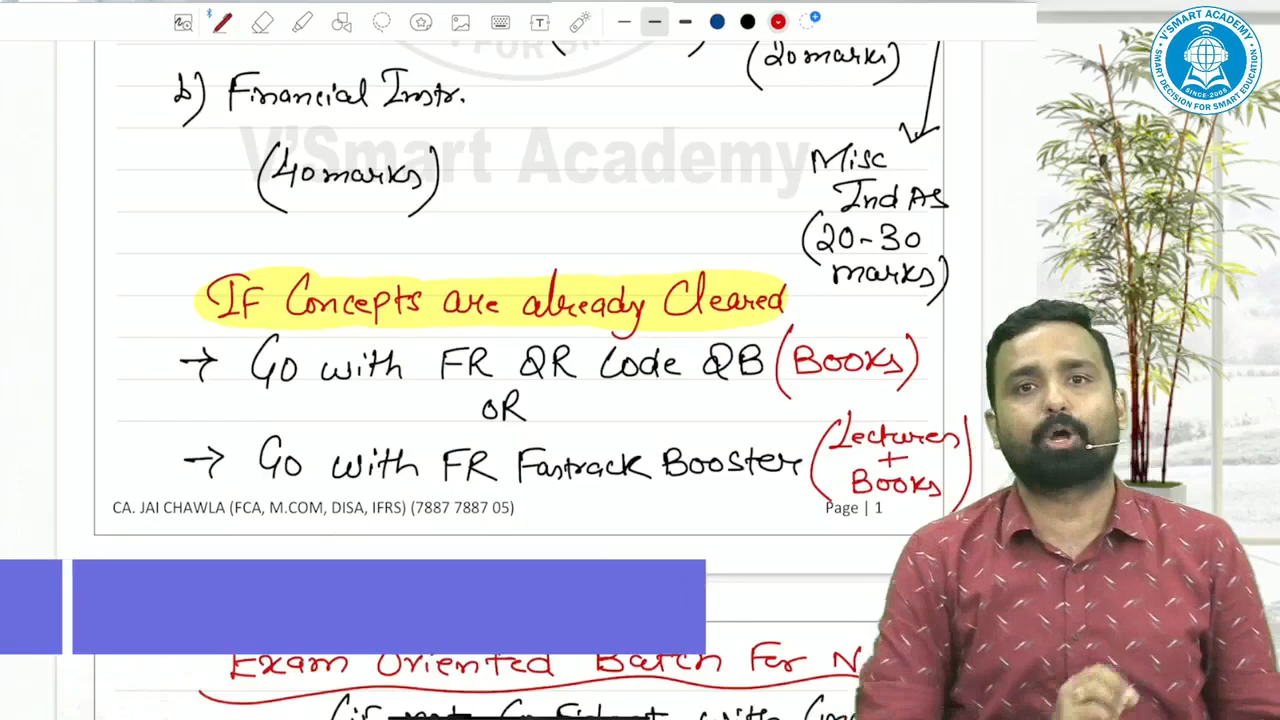 V'SMART ACADEMY
SMART DECISION FOR SMART EDUCATION
SINCE-2005
(20 marks)
b) Financial Instr.
V'Smart Academy
(40 marks)
Misc
Ind AS
(20-30
marks)
IF Concepts are already Cleared
→ Go with FR QR Code QB (Books)
OR
→ Go with FR Fastrack Booster (Lectures
+
Books)
CA. JAI CHAWLA (FCA, M.COM, DISA, IFRS) (7887 7887 05)
Page | 1
Exam Oriented Batch For N